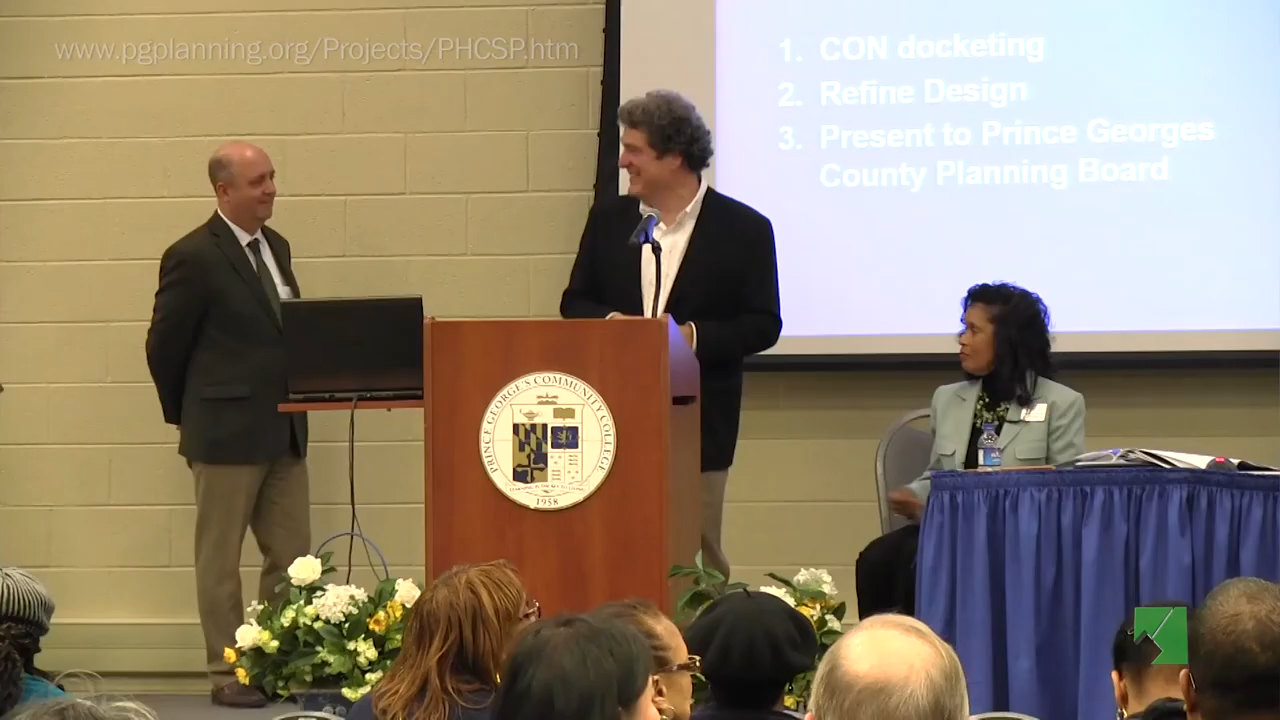 www.pgplanning.org/Projects/PHCSP.htm
1. CON docketing
2. Refine Design
3. Present to Prince Georges
County Planning Board
PRINCE GEORGE'S COMMUNITY COLLEGE
1958